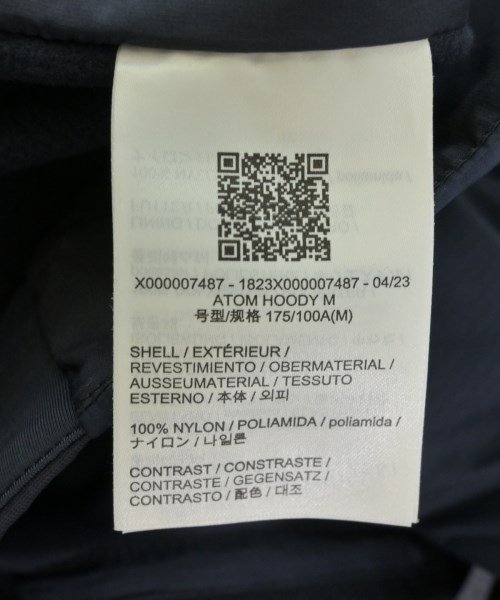 X000007487 - 1823X000007487 - 04/23
ATOM HOODY M
号型/规格 175/100A(M)
SHELL / EXTÉRIEUR /
REVESTIMIENTO / OBERMATERIAL /
AUSSEUMATERIAL / TESSUTO
ESTERNO / 本体 / 외피
100% NYLON / POLIAMIDA / poliamida /
ナイロン / 나일론
CONTRAST / CONSTRASTE /
CONTRASTE / GEGENSATZ /
CONTRASTO / 配色 / 대조